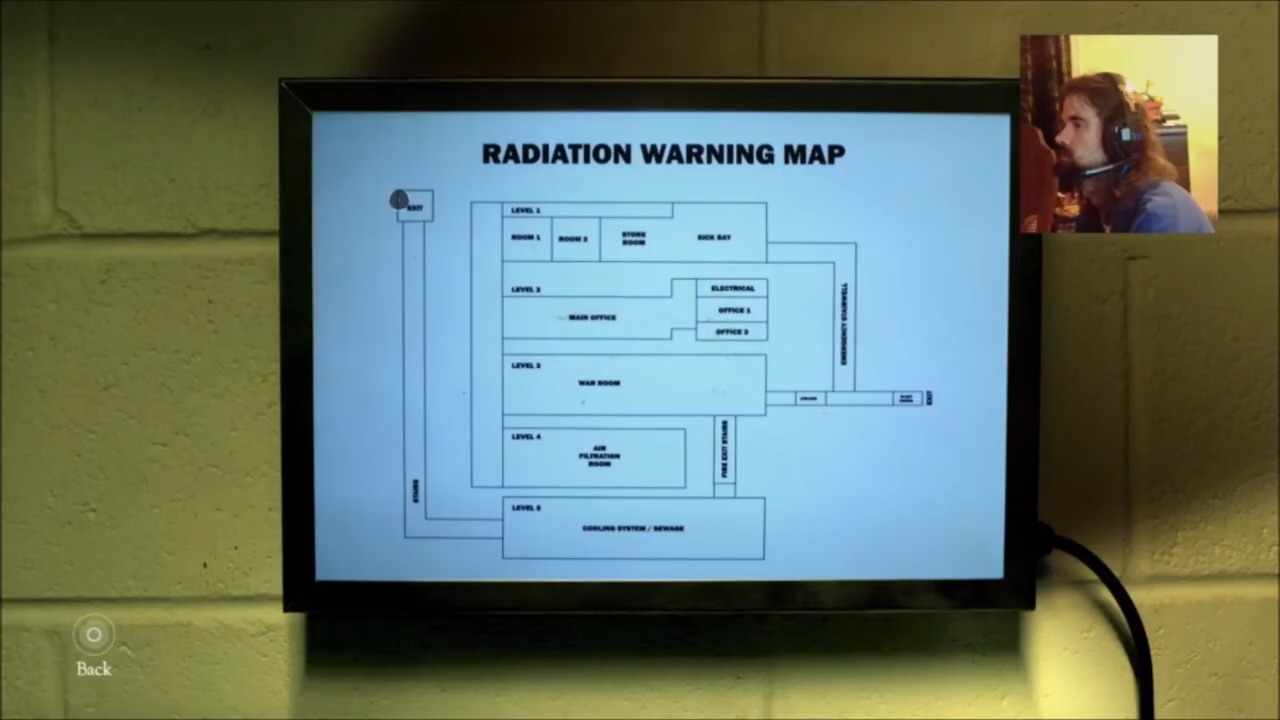 RADIATION WARNING MAP
EXIT
LEVEL 1
ROOM 1
ROOM 2
STORE
ROOM
SICK BAY
LEVEL 2
ELECTRICAL
MAIN OFFICE
OFFICE 1
OFFICE 2
EMERGENCY STAIRWELL
LEVEL 3
WAR ROOM
EXIT
LEVEL 4
AIR
FILTRATION
ROOM
FIRE EXIT STAIRS
STAIRS
LEVEL 5
COOLING SYSTEM / SEWAGE
Back